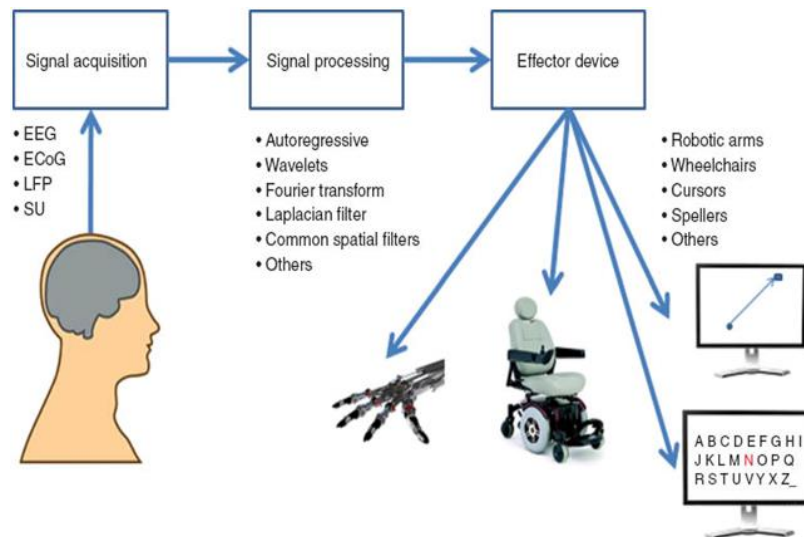 Signal acquisition
Signal processing
Effector device
• EEG
• ECoG
• LFP
• SU
• Autoregressive
• Wavelets
• Fourier transform
• Laplacian filter
• Common spatial filters
• Others
• Robotic arms
• Wheelchairs
• Cursors
• Spellers
• Others
A B C D E F G H I
J K L M N O P Q
R S T U V Y X Z _